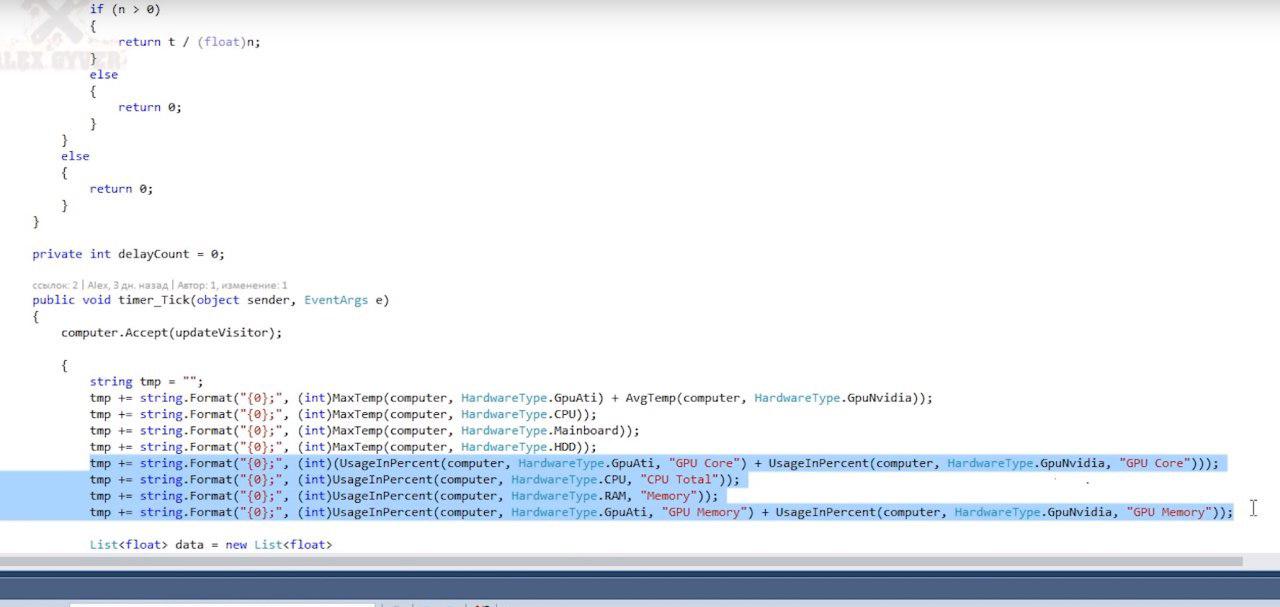 ALEX GYVER
if (n > 0)
{
return t / (float)n;
}
else
{
return 0;
}
}
else
{
return 0;
}
}
private int delayCount = 0;
ссылок: 2 | Alex, 3 дн. назад | Автор: 1, изменение: 1
public void timer_Tick(object sender, EventArgs e)
{
computer.Accept(updateVisitor);
{
string tmp = "";
tmp += string.Format("{0};", (int)MaxTemp(computer, HardwareType.GpuAti) + AvgTemp(computer, HardwareType.GpuNvidia));
tmp += string.Format("{0};", (int)MaxTemp(computer, HardwareType.CPU));
tmp += string.Format("{0};", (int)MaxTemp(computer, HardwareType.Mainboard));
tmp += string.Format("{0};", (int)MaxTemp(computer, HardwareType.HDD));
tmp += string.Format("{0};", (int)(UsageInPercent(computer, HardwareType.GpuAti, "GPU Core") + UsageInPercent(computer, HardwareType.GpuNvidia, "GPU Core")));
tmp += string.Format("{0};", (int)UsageInPercent(computer, HardwareType.CPU, "CPU Total"));
tmp += string.Format("{0};", (int)UsageInPercent(computer, HardwareType.RAM, "Memory"));
tmp += string.Format("{0};", (int)UsageInPercent(computer, HardwareType.GpuAti, "GPU Memory") + UsageInPercent(computer, HardwareType.GpuNvidia, "GPU Memory"));
List<float> data = new List<float>